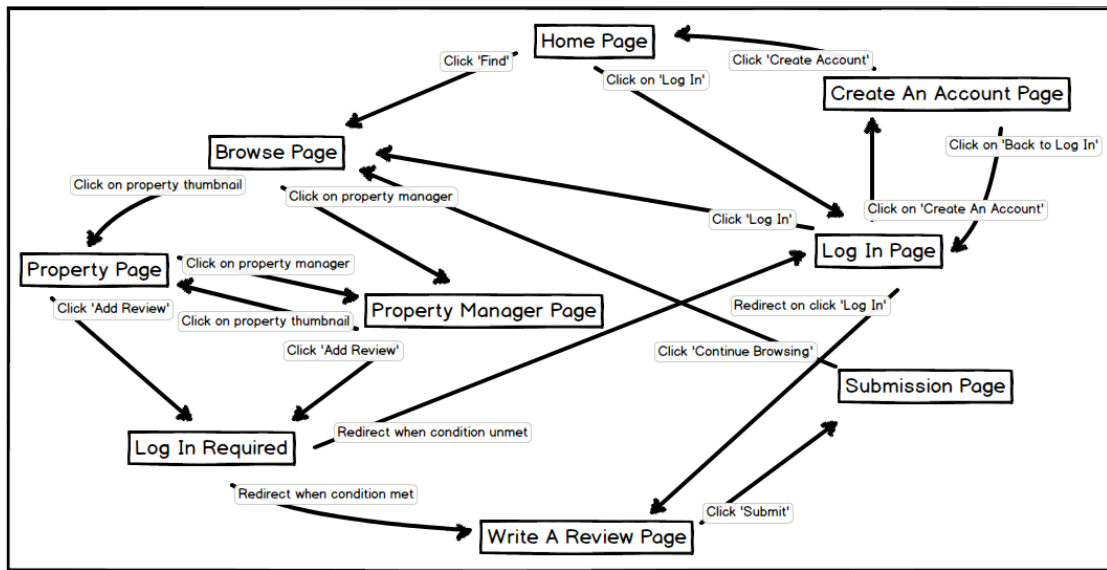 Home Page
Click 'Find'
Click 'Create Account'
Click on 'Log In'
Create An Account Page
Browse Page
Click on 'Back to Log In'
Click on property thumbnail
Click on property manager
Click 'Log In'
Click on 'Create An Account'
Log In Page
Property Page
Click on property manager
Click 'Add Review'
Property Manager Page
Redirect on click 'Log In'
Click on property thumbnail
Click 'Add Review'
Click 'Continue Browsing'
Submission Page
Log In Required
Redirect when condition unmet
Redirect when condition met
Click 'Submit'
Write A Review Page